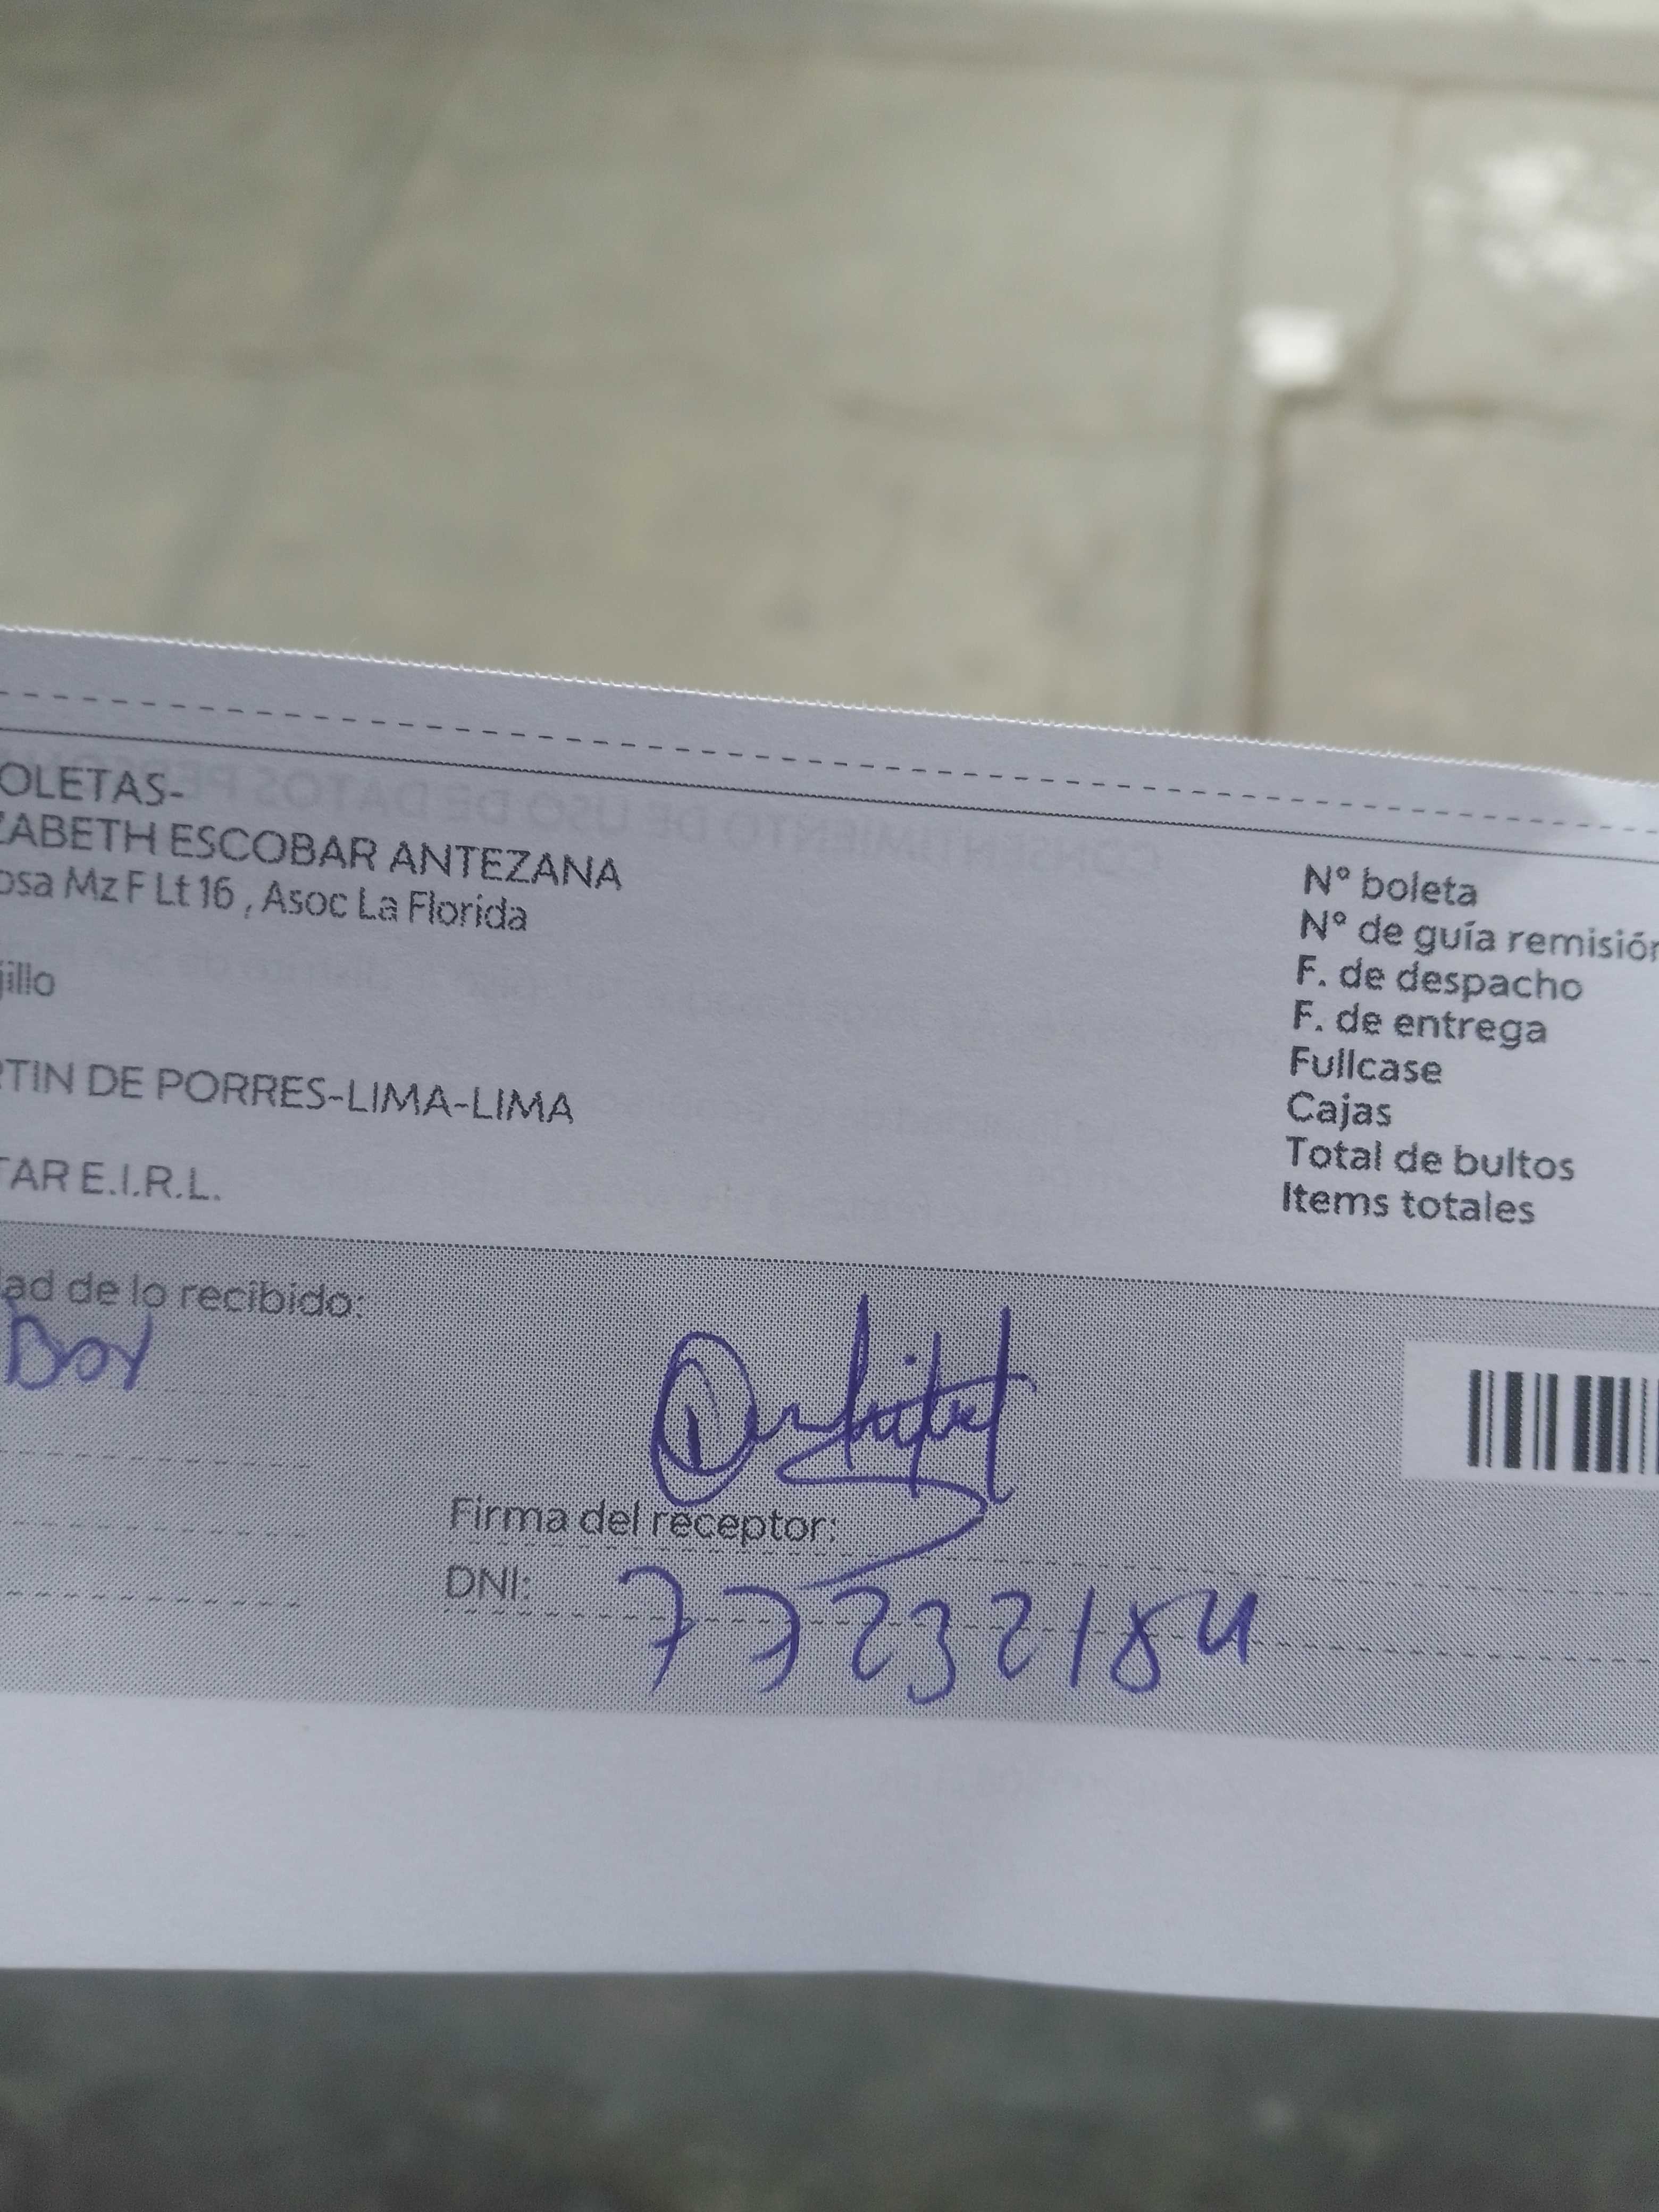 OLETAS-
ZABETH ESCOBAR ANTEZANA
osa Mz F Lt 16 , Asoc La Florida
jillo
RTIN DE PORRES-LIMA-LIMA
TAR E.I.R.L.
N° boleta
N° de guía remisión
F. de despacho
F. de entrega
Fullcase
Cajas
Total de bultos
Items totales
dad de lo recibido:
Firma del receptor:
DNI: 77232184